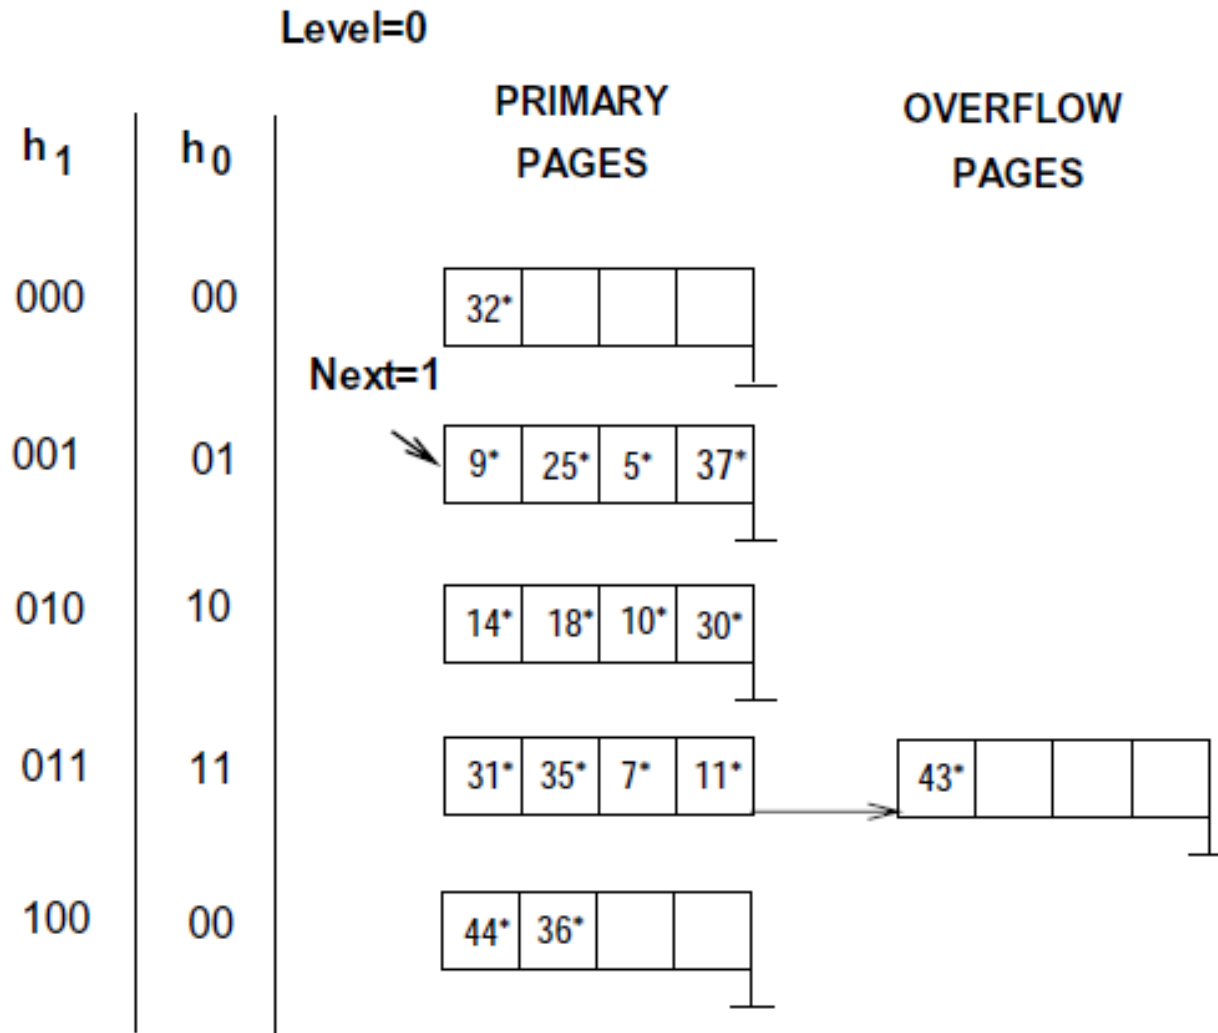 Level=0
PRIMARY PAGES
OVERFLOW PAGES
h1 h0
000 00 32*
Next=1
001 01 9* 25* 5* 37*
010 10 14* 18* 10* 30*
011 11 31* 35* 7* 11* 43*
100 00 44* 36*